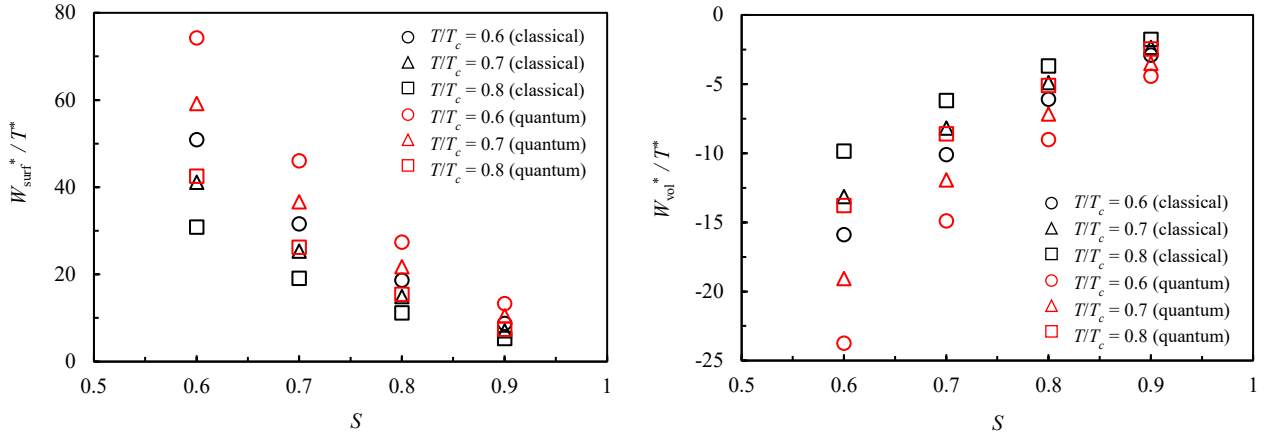 80
60
40
20
0
0.5
0.6
0.7
0.8
0.9
1
S
W_surf* / T*
T/T_c = 0.6 (classical)
T/T_c = 0.7 (classical)
T/T_c = 0.8 (classical)
T/T_c = 0.6 (quantum)
T/T_c = 0.7 (quantum)
T/T_c = 0.8 (quantum)
0
-5
-10
-15
-20
-25
0.5
0.6
0.7
0.8
0.9
1
S
W_vol* / T*
T/T_c = 0.6 (classical)
T/T_c = 0.7 (classical)
T/T_c = 0.8 (classical)
T/T_c = 0.6 (quantum)
T/T_c = 0.7 (quantum)
T/T_c = 0.8 (quantum)